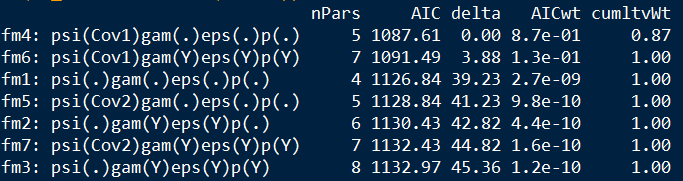 nPars AIC delta AICwt cumltvWt
fm4: psi(Cov1)gam(.)eps(.)p(.) 5 1087.61 0.00 8.7e-01 0.87
fm6: psi(Cov1)gam(Y)eps(Y)p(Y) 7 1091.49 3.88 1.3e-01 1.00
fm1: psi(.)gam(.)eps(.)p(.) 4 1126.84 39.23 2.7e-09 1.00
fm5: psi(Cov2)gam(.)eps(.)p(.) 5 1128.84 41.23 9.8e-10 1.00
fm2: psi(.)gam(Y)eps(Y)p(.) 6 1130.43 42.82 4.4e-10 1.00
fm7: psi(Cov2)gam(Y)eps(Y)p(Y) 7 1132.43 44.82 1.6e-10 1.00
fm3: psi(.)gam(Y)eps(Y)p(Y) 8 1132.97 45.36 1.2e-10 1.00